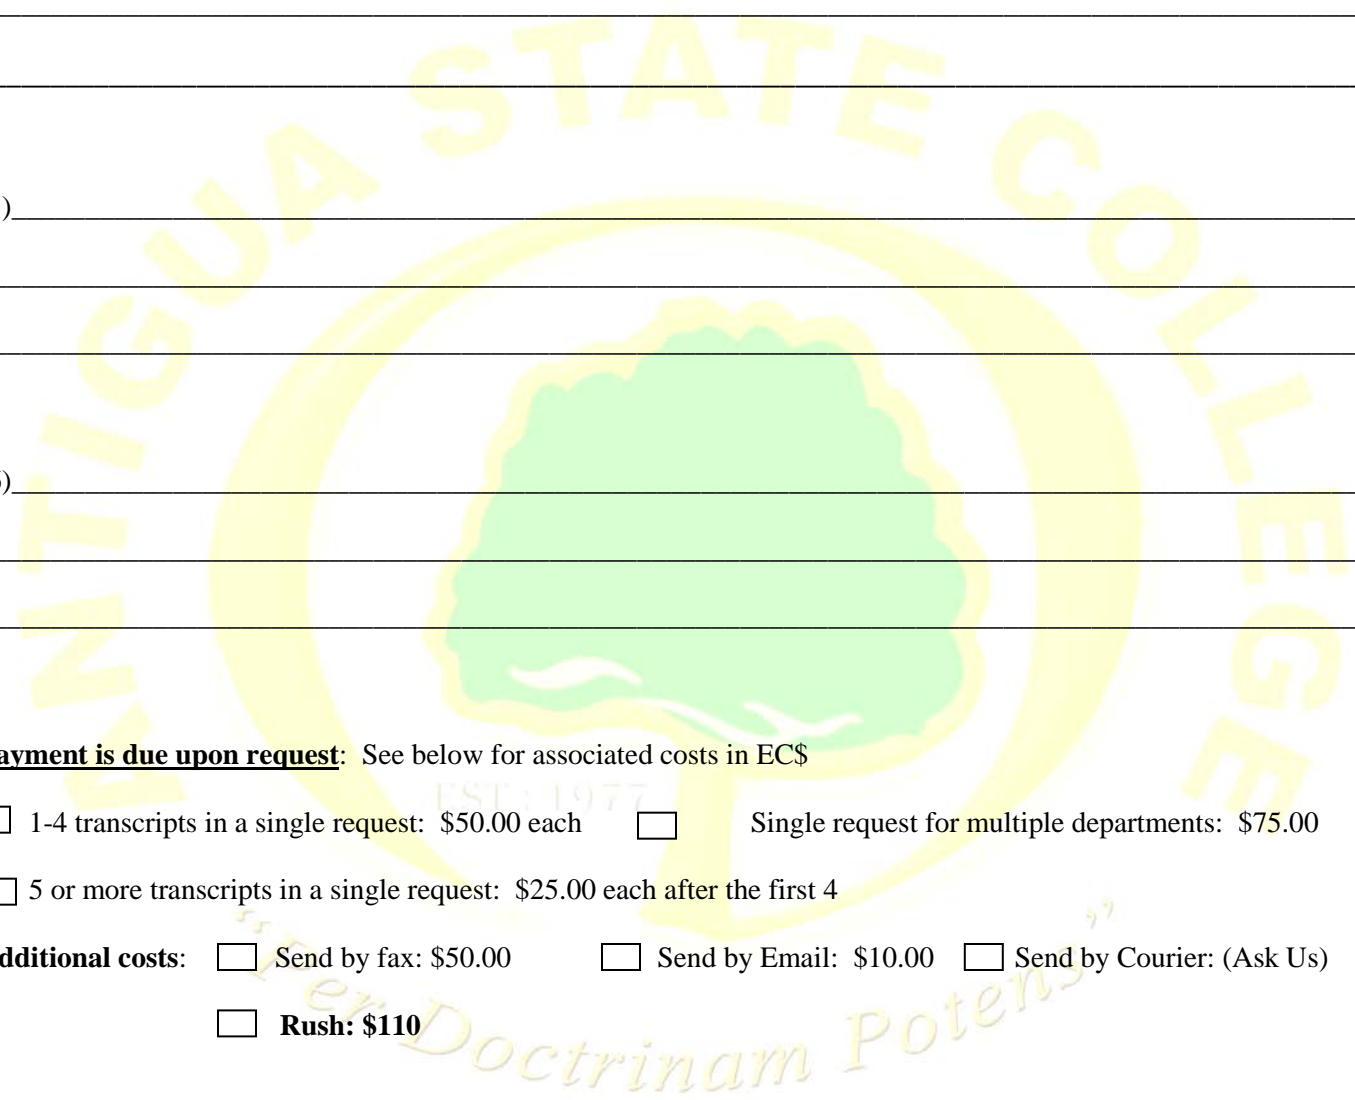 ANTIGUA STATE COLLEGE
)
)
ayment is due upon request: See below for associated costs in EC$
EST : 1977
1-4 transcripts in a single request: $50.00 each Single request for multiple departments: $75.00
5 or more transcripts in a single request: $25.00 each after the first 4
dditional costs: Send by fax: $50.00 Send by Email: $10.00 Send by Courier: (Ask Us)
Rush: $110
"Per Doctrinam Potens"